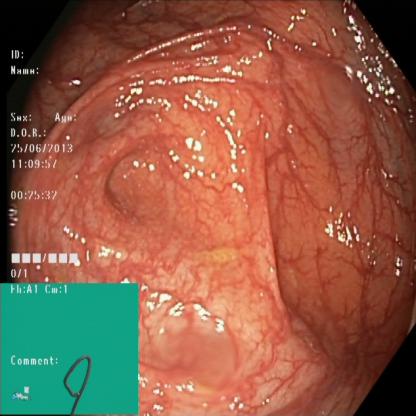 ID:
Name:
Sex: Age:
D.O.B.:
25/06/2013
11:09:57
00:25:32
0/1
Eh:A1 Cm:1
Comment: